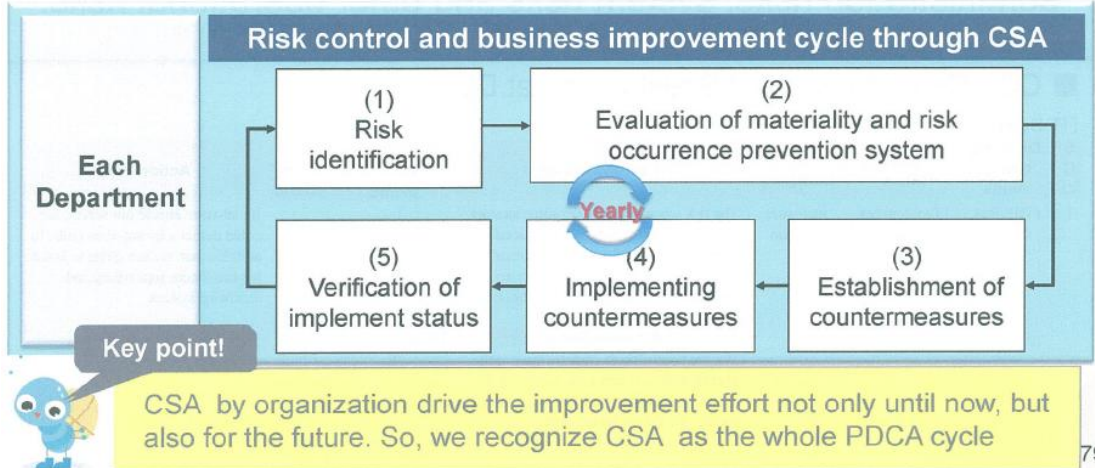 Risk control and business improvement cycle through CSA
Each
Department
(1)
Risk
identification
(2)
Evaluation of materiality and risk
occurrence prevention system
Yearly
(5)
Verification of
implement status
(4)
Implementing
countermeasures
(3)
Establishment of
countermeasures
Key point!
CSA by organization drive the improvement effort not only until now, but
also for the future. So, we recognize CSA as the whole PDCA cycle
79